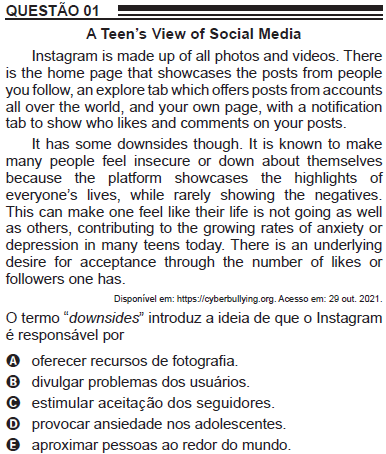 QUESTÃO 01
A Teen's View of Social Media
Instagram is made up of all photos and videos. There
is the home page that showcases the posts from people
you follow, an explore tab which offers posts from accounts
all over the world, and your own page, with a notification
tab to show who likes and comments on your posts.
It has some downsides though. It is known to make
many people feel insecure or down about themselves
because the platform showcases the highlights of
everyone's lives, while rarely showing the negatives.
This can make one feel like their life is not going as well
as others, contributing to the growing rates of anxiety or
depression in many teens today. There is an underlying
desire for acceptance through the number of likes or
followers one has.
Disponível em: https://cyberbullying.org. Acesso em: 29 out. 2021.
O termo "downsides" introduz a ideia de que o Instagram
é responsável por
A oferecer recursos de fotografia.
B divulgar problemas dos usuários.
C estimular aceitação dos seguidores.
D provocar ansiedade nos adolescentes.
E aproximar pessoas ao redor do mundo.